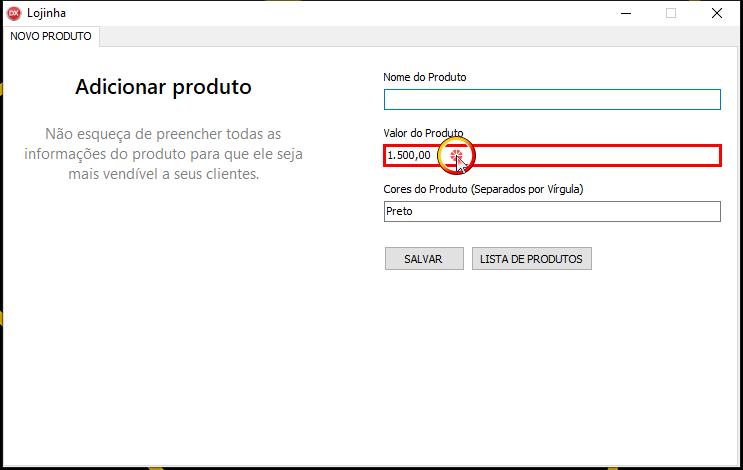 DX Lojinha
NOVO PRODUTO
Adicionar produto
Não esqueça de preencher todas as
informações do produto para que ele seja
mais vendível a seus clientes.
Nome do Produto
Valor do Produto
1.500,00
Cores do Produto (Separados por Vírgula)
Preto
SALVAR LISTA DE PRODUTOS